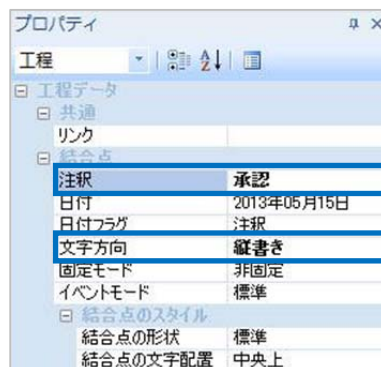 プロパティ
工程
工程データ
共通
リンク
結合点
注釈 承認
日付 2013年05月15日
日付フラグ 注釈
文字方向 縦書き
固定モード 非固定
イベントモード 標準
結合点のスタイル
結合点の形状 標準
結合点の文字配置 中央上